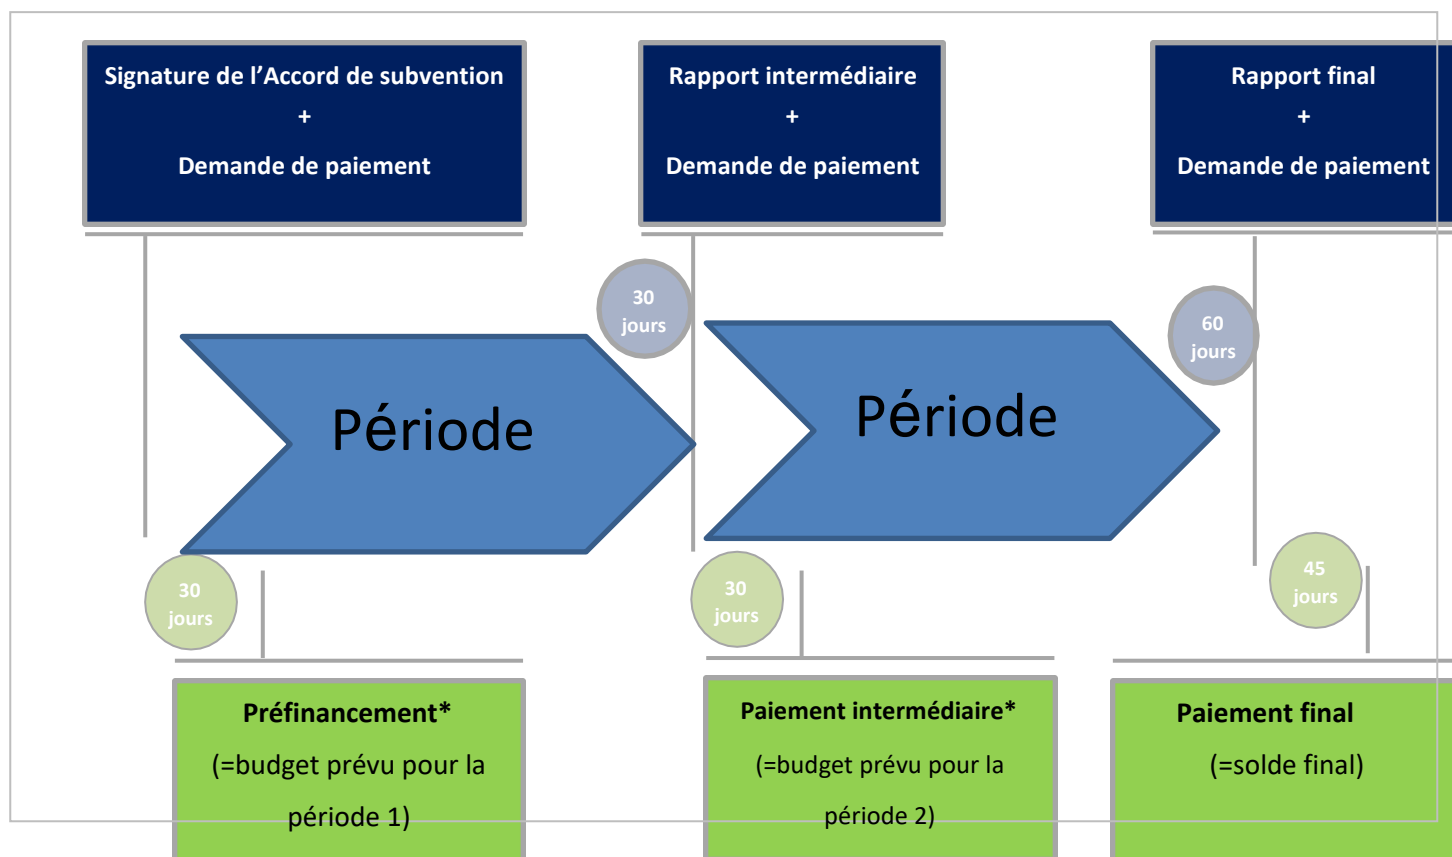 Signature de l’Accord de subvention
+
Demande de paiement
Rapport intermédiaire
+
Demande de paiement
Rapport final
+
Demande de paiement
30
jours
60
jours
Période
Période
30
jours
30
jours
45
jours
Préfinancement*
(=budget prévu pour la
période 1)
Paiement intermédiaire*
(=budget prévu pour la
période 2)
Paiement final
(=solde final)